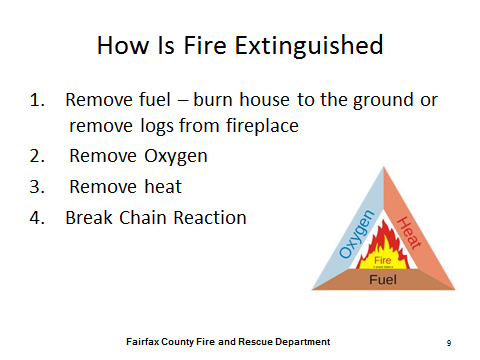 How Is Fire Extinguished
1. Remove fuel – burn house to the ground or
remove logs from fireplace
2. Remove Oxygen
3. Remove heat
4. Break Chain Reaction
Oxygen
Heat
Fire
Fuel
Fairfax County Fire and Rescue Department
9